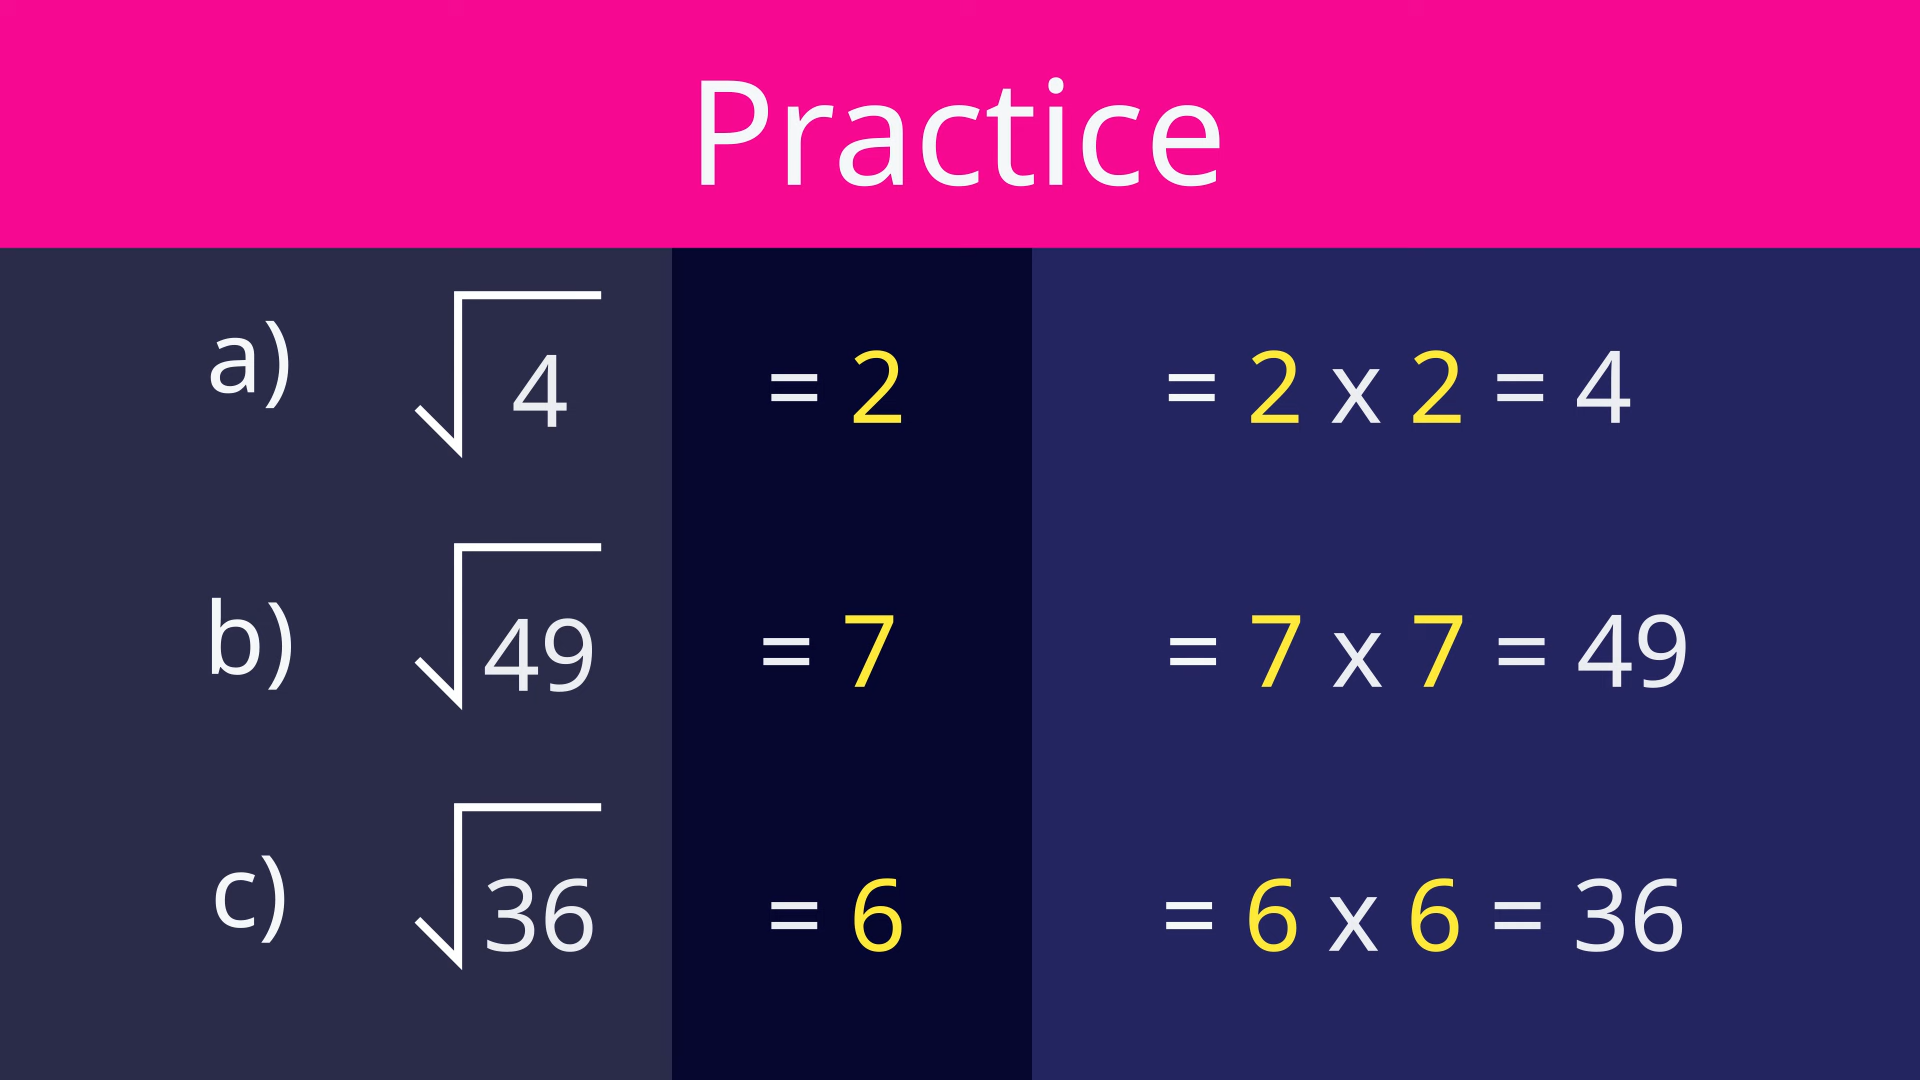 Practice
a) √4 = 2 = 2 x 2 = 4
b) √49 = 7 = 7 x 7 = 49
c) √36 = 6 = 6 x 6 = 36